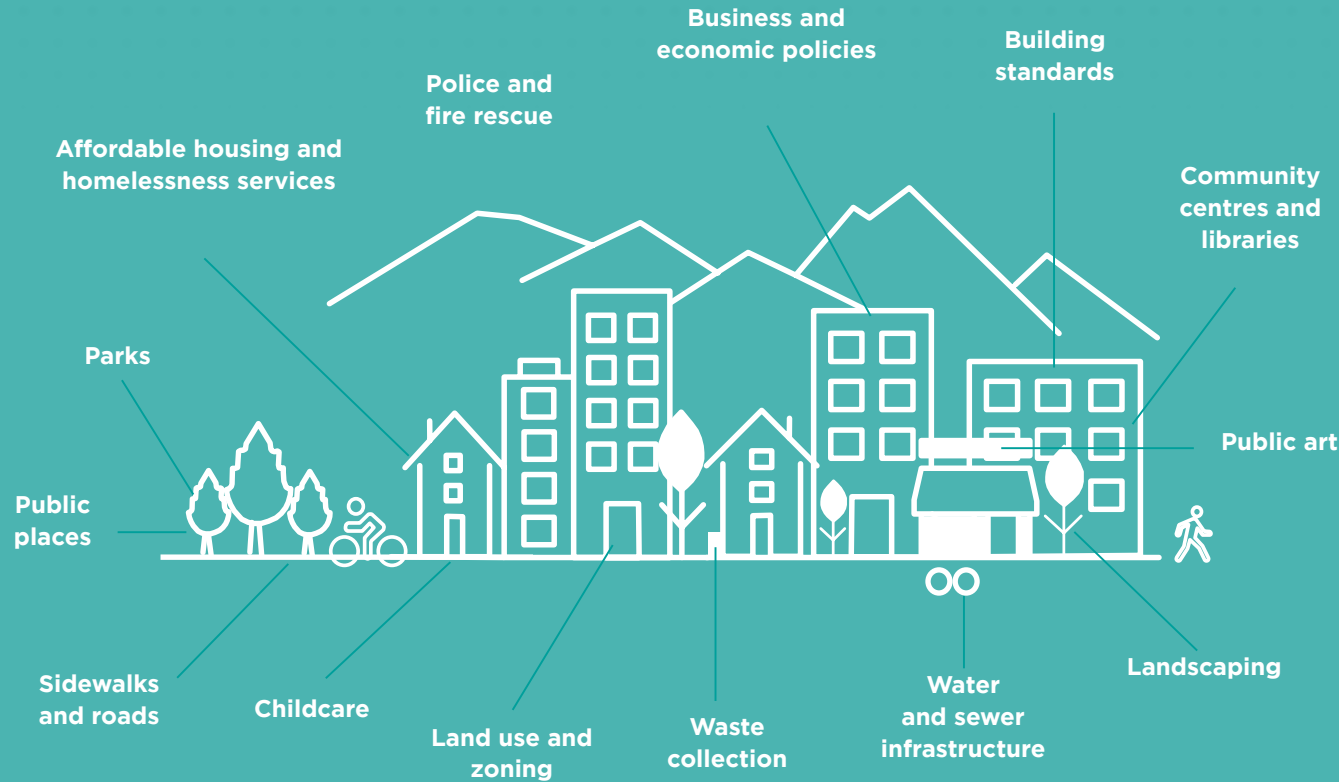 Business and
economic policies
Building
standards
Police and
fire rescue
Affordable housing and
homelessness services
Community
centres and
libraries
Parks
Public art
Public
places
Sidewalks
and roads
Childcare
Land use and
zoning
Waste
collection
Water
and sewer
infrastructure
Landscaping